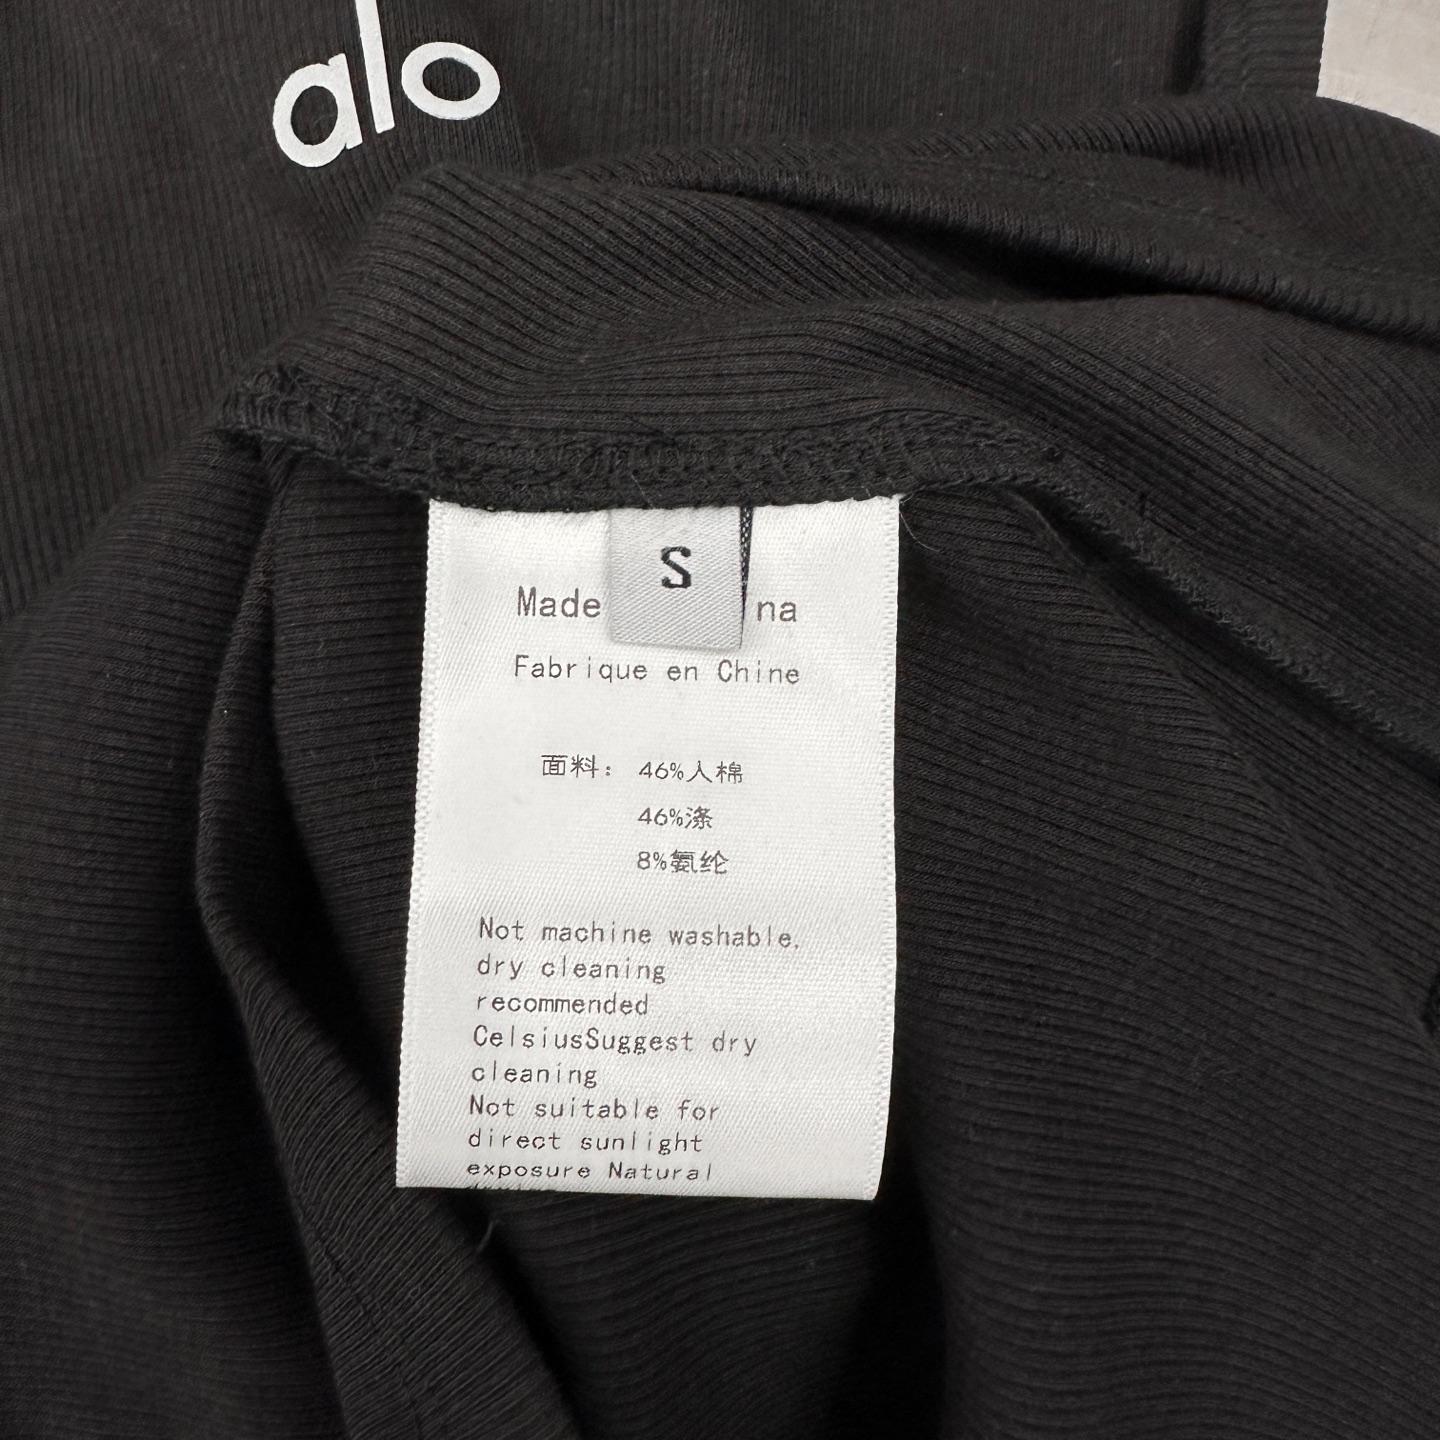 alo
S
Made na
Fabrique en Chine
面料: 46%人棉
46%涤
8%氨纶
Not machine washable,
dry cleaning
recommended
CelsiusSuggest dry
cleaning
Not suitable for
direct sunlight
exposure Natural